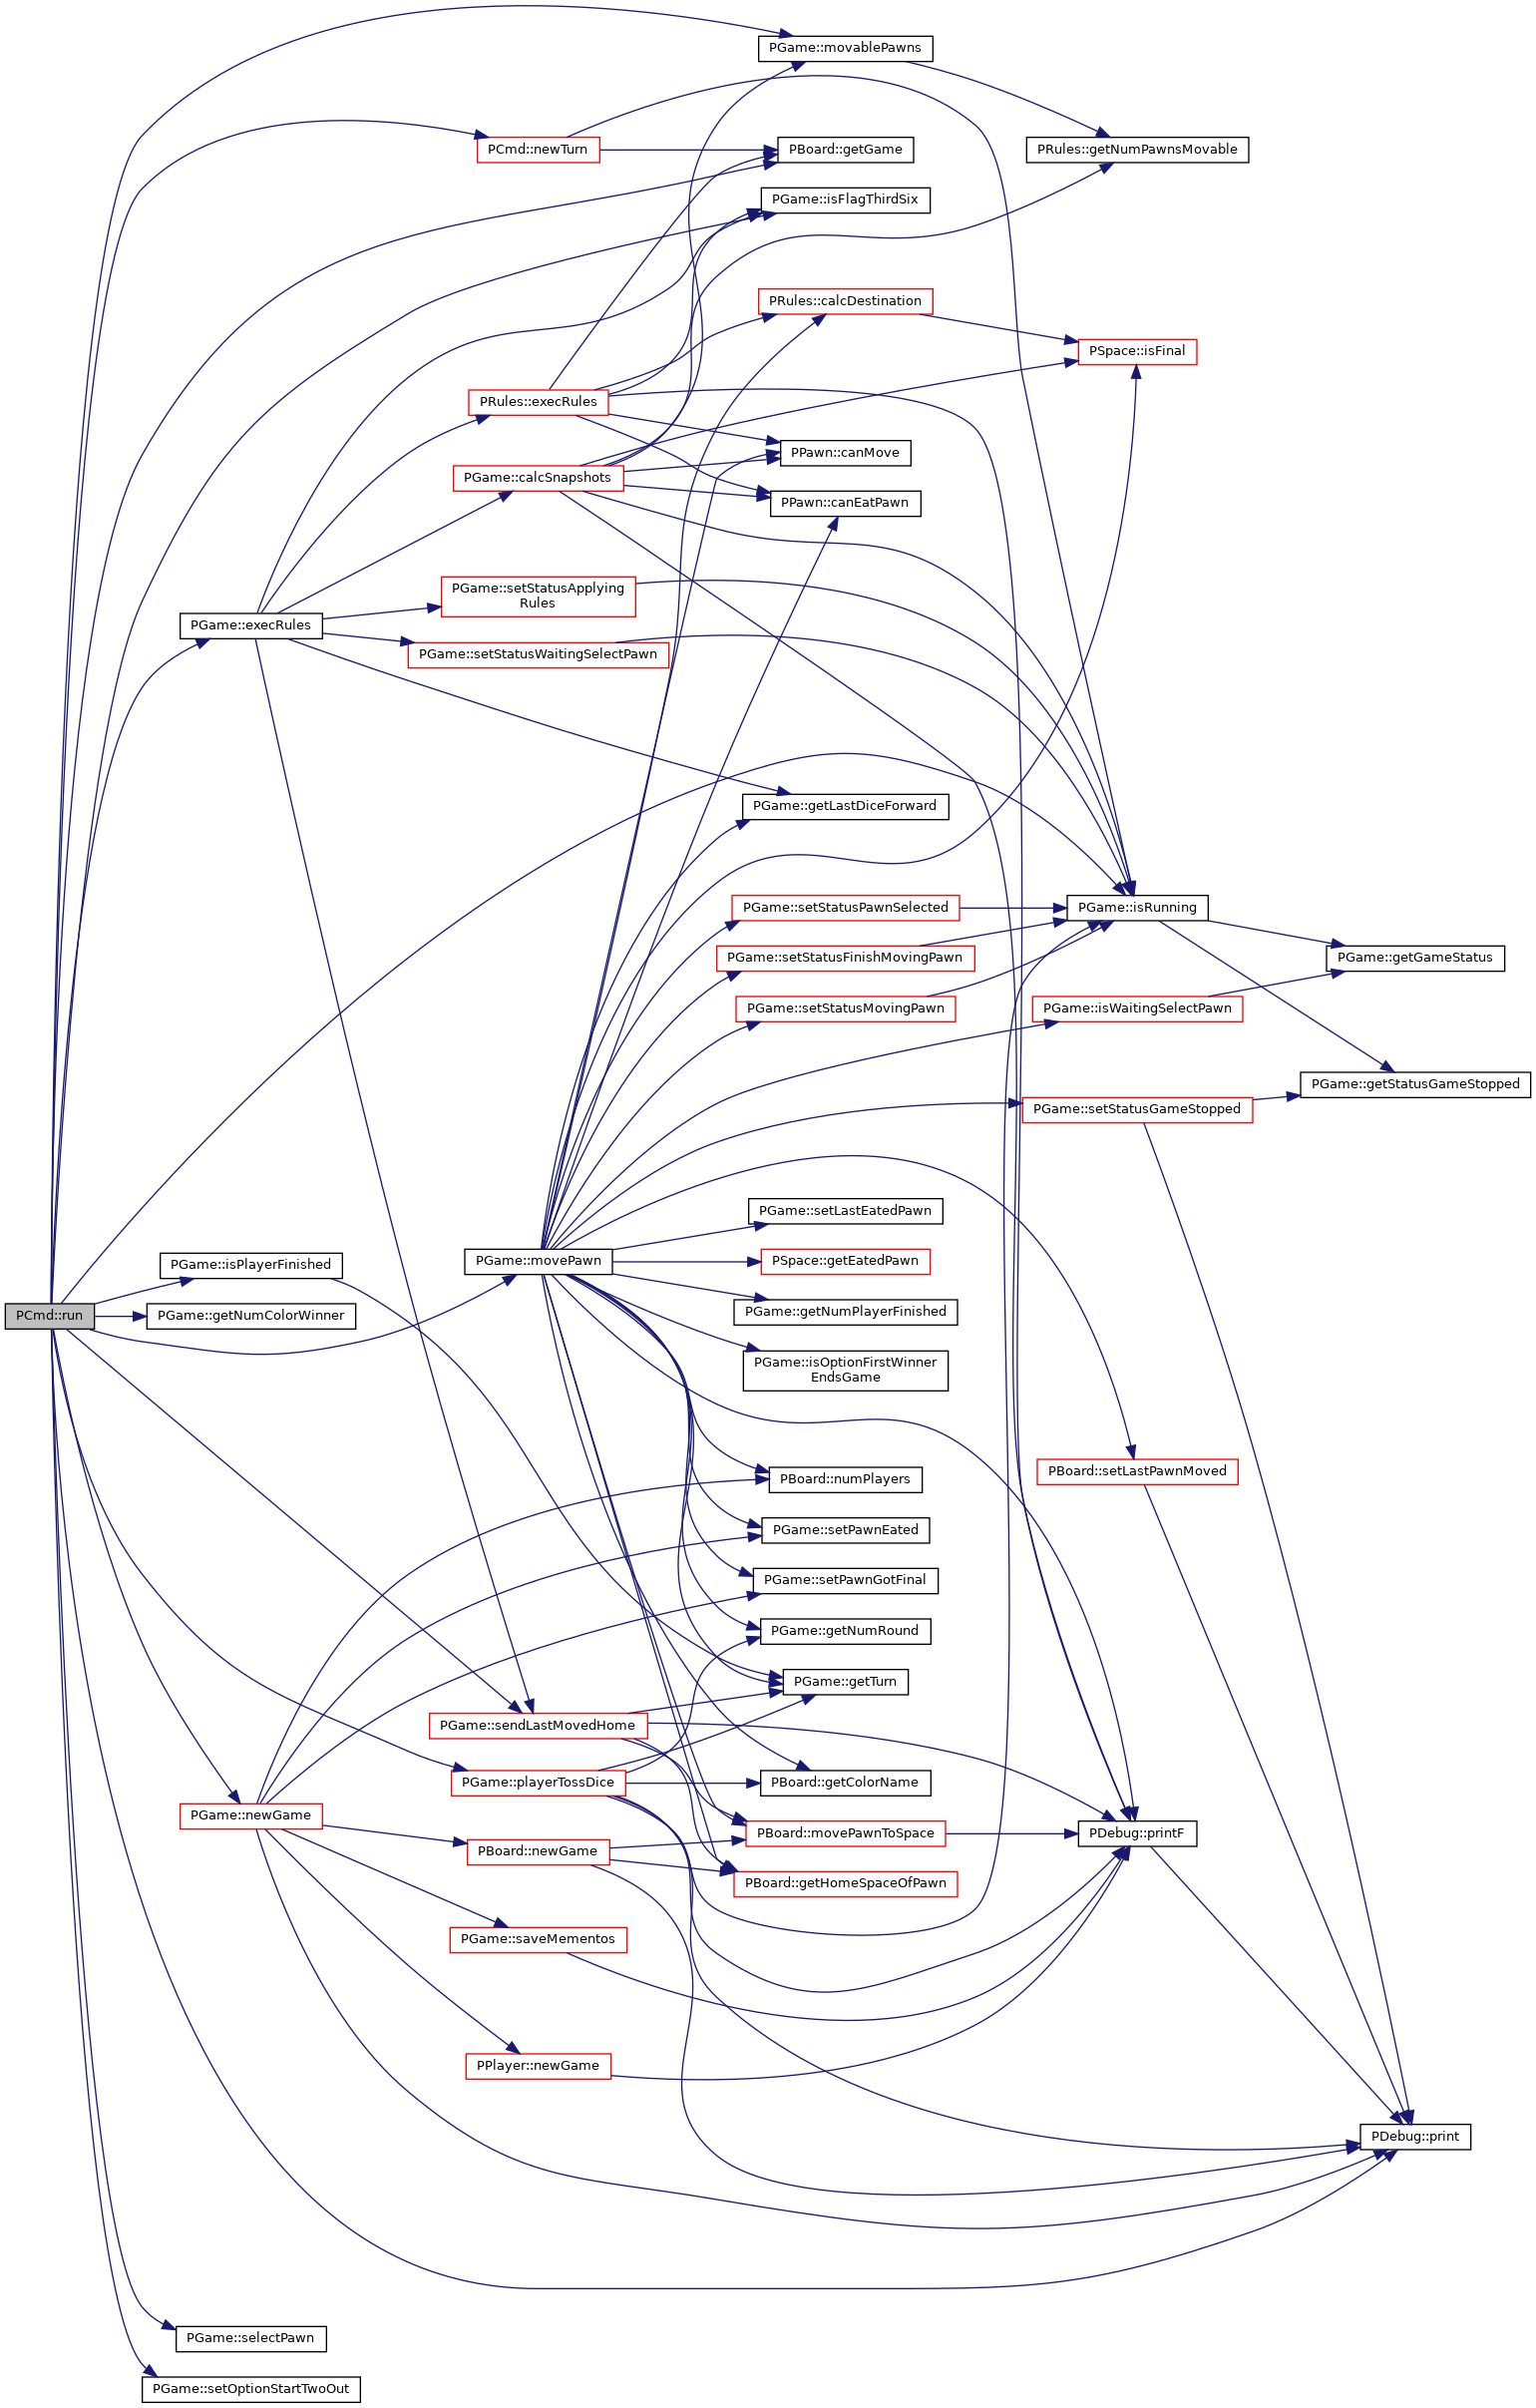 PGame::movablePawns
PCmd::newTurn
PBoard::getGame
PRules::getNumPawnsMovable
PGame::isFlagThirdSix
PRules::calcDestination
PSpace::isFinal
PRules::execRules
PPawn::canMove
PGame::calcSnapshots
PPawn::canEatPawn
PGame::setStatusApplying
Rules
PGame::execRules
PGame::setStatusWaitingSelectPawn
PGame::getLastDiceForward
PGame::setStatusPawnSelected
PGame::isRunning
PGame::setStatusFinishMovingPawn
PGame::getGameStatus
PGame::setStatusMovingPawn
PGame::isWaitingSelectPawn
PGame::getStatusGameStopped
PGame::setStatusGameStopped
PGame::setLastEatedPawn
PGame::isPlayerFinished
PGame::movePawn
PSpace::getEatedPawn
PCmd::run
PGame::getNumColorWinner
PGame::getNumPlayerFinished
PGame::isOptionFirstWinner
EndsGame
PBoard::setLastPawnMoved
PBoard::numPlayers
PGame::setPawnEated
PGame::setPawnGotFinal
PGame::getNumRound
PGame::getTurn
PGame::sendLastMovedHome
PGame::playerTossDice
PBoard::getColorName
PGame::newGame
PBoard::movePawnToSpace
PDebug::printF
PBoard::newGame
PBoard::getHomeSpaceOfPawn
PGame::saveMementos
PPlayer::newGame
PDebug::print
PGame::selectPawn
PGame::setOptionStartTwoOut